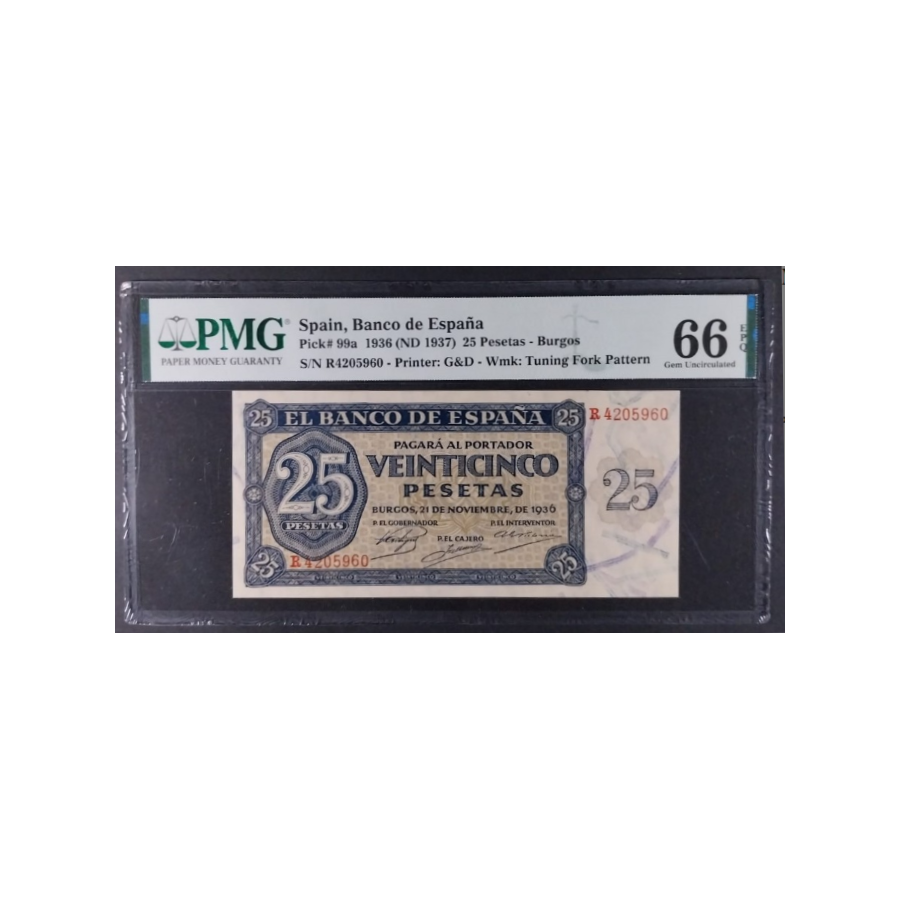 PMG
PAPER MONEY GUARANTY
Spain, Banco de España
Pick# 99a 1936 (ND 1937) 25 Pesetas - Burgos
S/N R4205960 - Printer: G&D - Wmk: Tuning Fork Pattern
66 EPQ
Gem Uncirculated
25 EL BANCO DE ESPAÑA 25
R 4205960
PAGARÁ AL PORTADOR
25 VEINTICINCO
PESETAS
PESETAS
25
BURGOS, 21 DE NOVIEMBRE, DE 1936
P. EL GOBERNADOR
P. EL INTERVENTOR
P. EL CAJERO
R 4205960
25
25